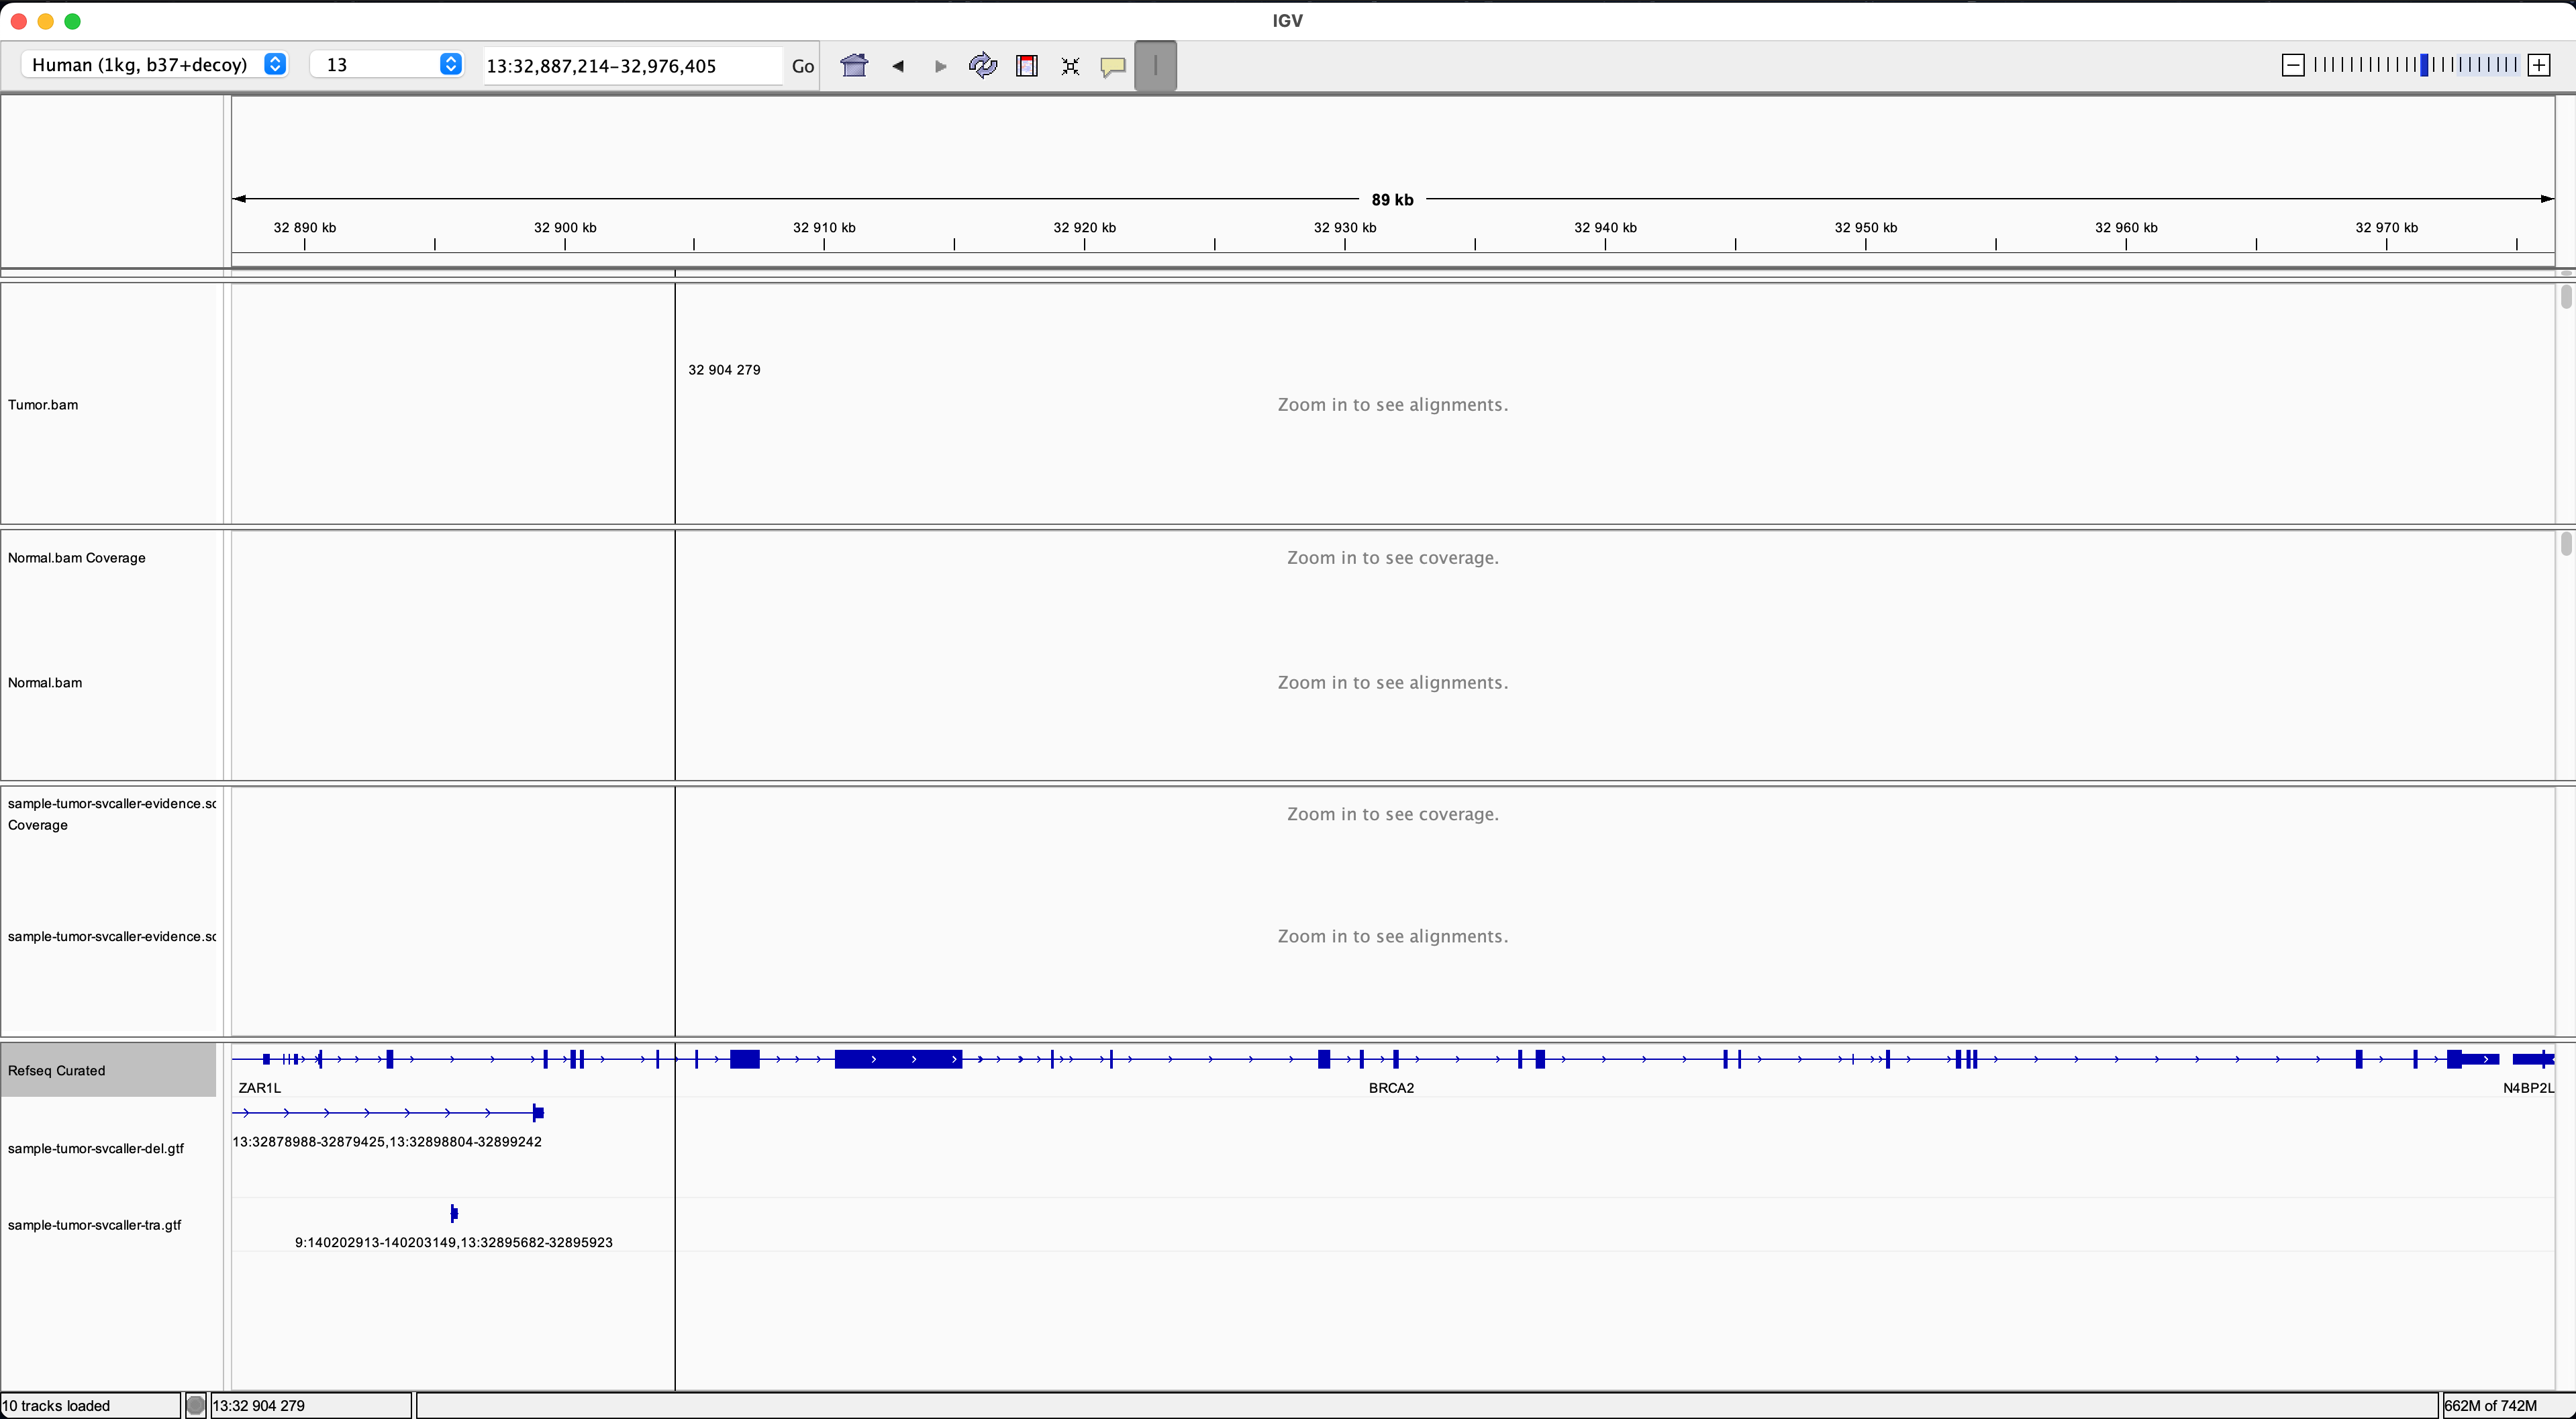 IGV
Human (1kg, b37+decoy) 13 13:32,887,214-32,976,405 Go
89 kb
32 890 kb 32 900 kb 32 910 kb 32 920 kb 32 930 kb 32 940 kb 32 950 kb 32 960 kb 32 970 kb
32 904 279
Tumor.bam Zoom in to see alignments.
Normal.bam Coverage Zoom in to see coverage.
Normal.bam Zoom in to see alignments.
sample-tumor-svcaller-evidence.sc
Coverage Zoom in to see coverage.
sample-tumor-svcaller-evidence.sc Zoom in to see alignments.
Refseq Curated
ZAR1L BRCA2 N4BP2L
13:32878988-32879425,13:32898804-32899242
sample-tumor-svcaller-del.gtf
sample-tumor-svcaller-tra.gtf
9:140202913-140203149,13:32895682-32895923
10 tracks loaded 13:32 904 279 662M of 742M